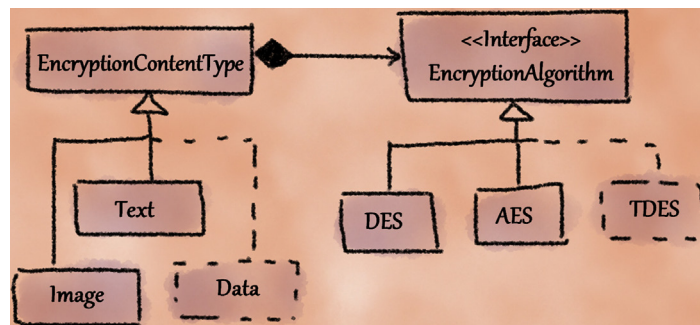 EncryptionContentType
<<Interface>>
EncryptionAlgorithm
Text
DES
AES
TDES
Image
Data